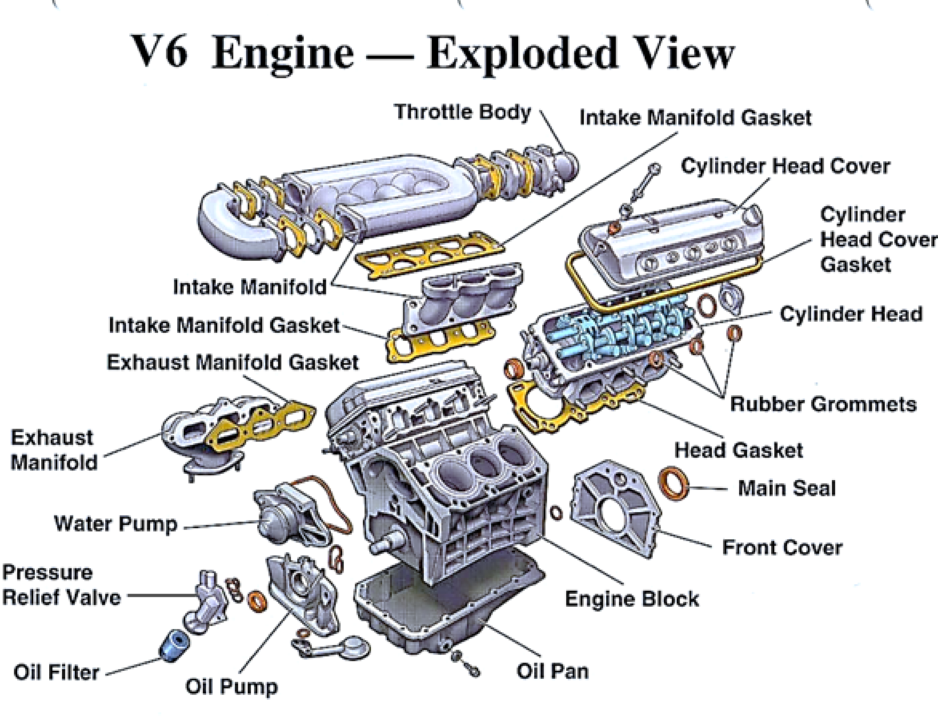 V6 Engine — Exploded View
Throttle Body
Intake Manifold Gasket
Cylinder Head Cover
Cylinder
Head Cover
Gasket
Intake Manifold
Cylinder Head
Intake Manifold Gasket
Exhaust Manifold Gasket
Rubber Grommets
Exhaust
Manifold
Head Gasket
Main Seal
Water Pump
Front Cover
Pressure
Relief Valve
Engine Block
Oil Filter
Oil Pump
Oil Pan